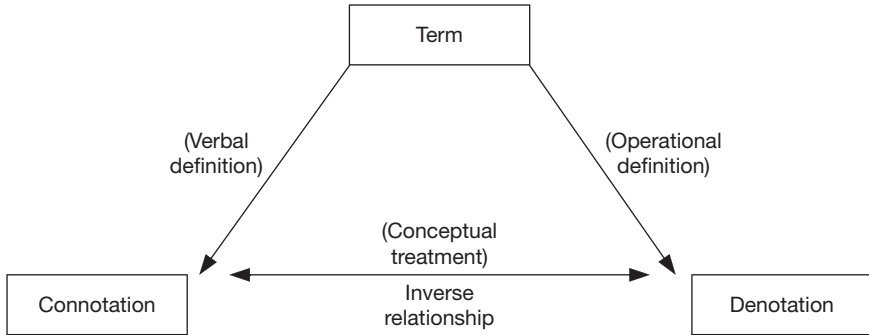 Term
(Verbal
definition)
(Operational
definition)
(Conceptual
treatment)
Connotation
Inverse
relationship
Denotation